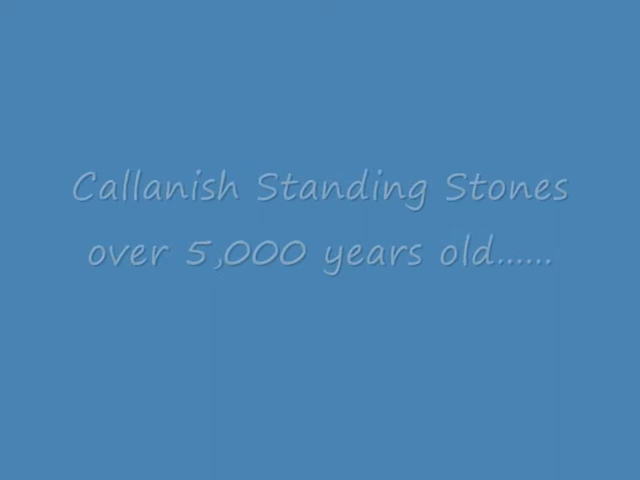 Callanish Standing Stones
over 5,000 years old......